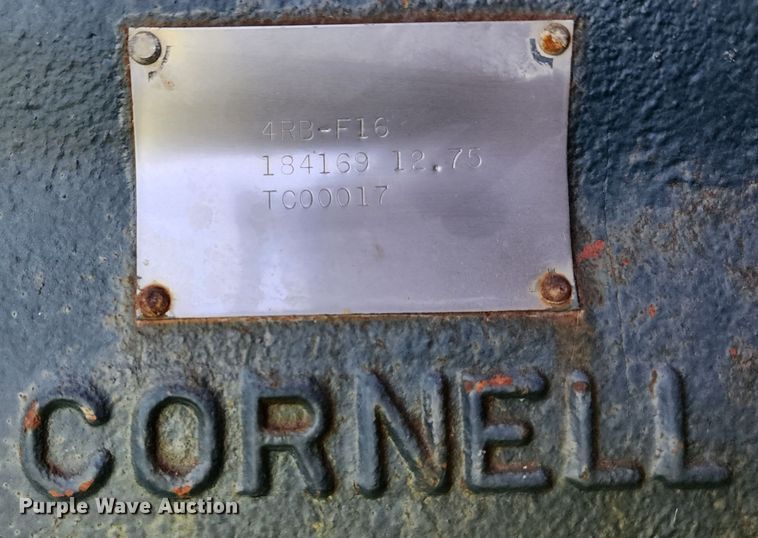 4RB-F16
184169 12.75
TC00017
CORNELL
Purple Wave Auction